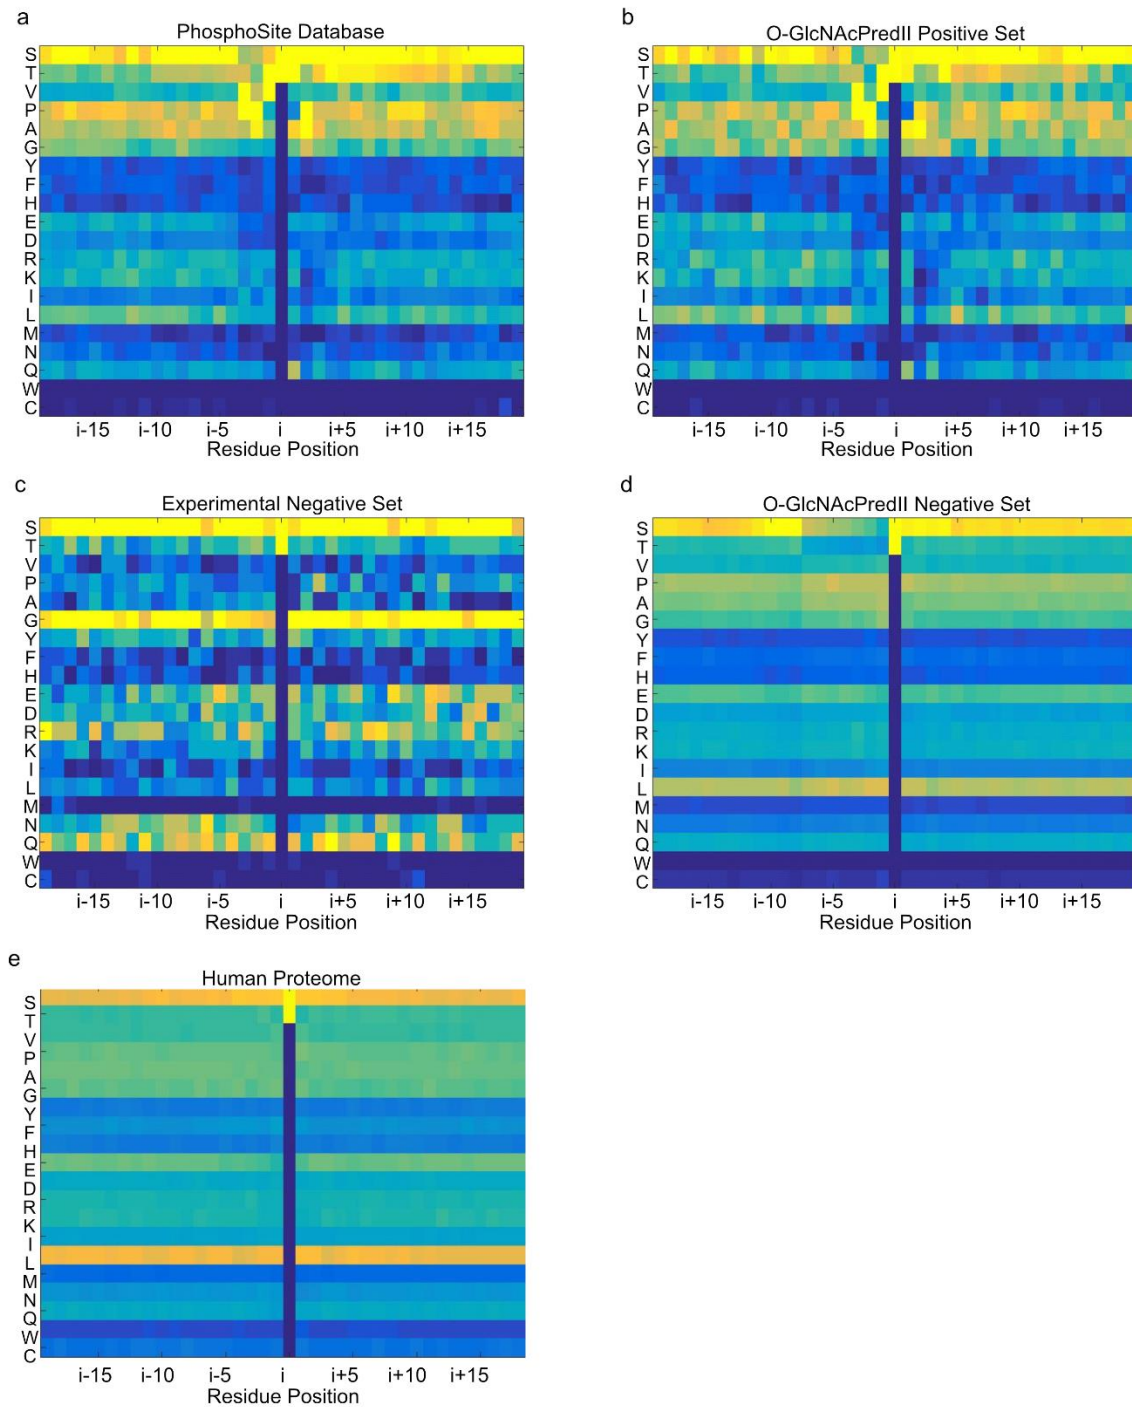 a
PhosphoSite Database
S
T
V
P
A
G
Y
F
H
E
D
R
K
I
L
M
N
Q
W
C
i-15 i-10 i-5 i i+5 i+10 i+15
Residue Position
b
O-GlcNAcPredII Positive Set
S
T
V
P
A
G
Y
F
H
E
D
R
K
I
L
M
N
Q
W
C
i-15 i-10 i-5 i i+5 i+10 i+15
Residue Position
c
Experimental Negative Set
S
T
V
P
A
G
Y
F
H
E
D
R
K
I
L
M
N
Q
W
C
i-15 i-10 i-5 i i+5 i+10 i+15
Residue Position
d
O-GlcNAcPredII Negative Set
S
T
V
P
A
G
Y
F
H
E
D
R
K
I
L
M
N
Q
W
C
i-15 i-10 i-5 i i+5 i+10 i+15
Residue Position
e
Human Proteome
S
T
V
P
A
G
Y
F
H
E
D
R
K
I
L
M
N
Q
W
C
i-15 i-10 i-5 i i+5 i+10 i+15
Residue Position